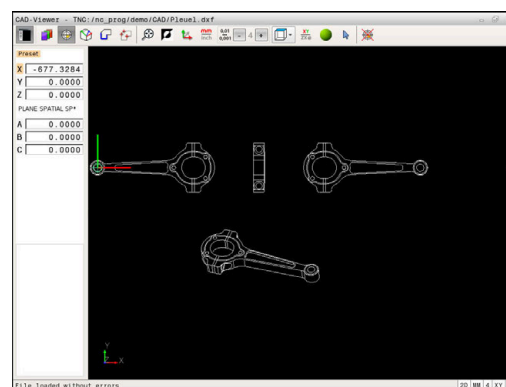 CAD-Viewer - TNC:/nc_prog/demo/CAD/Pleuel.dxf
mm inch
0,01 0,001
4
XY
Preset
X -677.3284
Y 0.0000
Z 0.0000
PLANE SPATIAL SP*
A 0.0000
B 0.0000
C 0.0000
Y
Z X
File loaded without errors
2D MM 4 XY